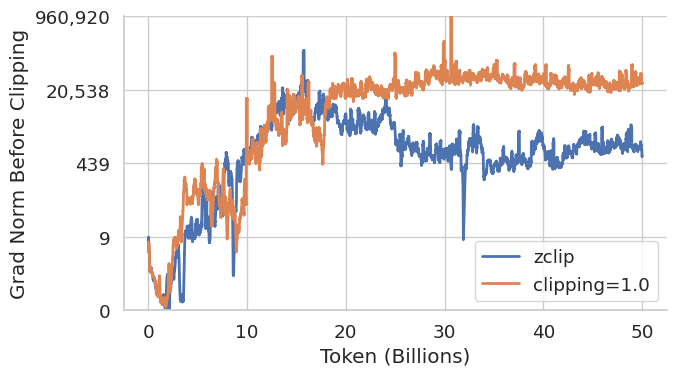 Grad Norm Before Clipping
960,920
20,538
439
9
0
0 10 20 30 40 50
Token (Billions)
zclip
clipping=1.0